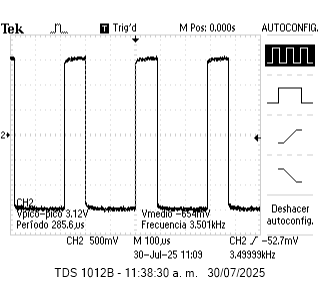 Tek T Trig'd M Pos: 0.000s AUTOCONFIG.
2
CH2
Vpico-pico 3.12V Vmedio -654mV
Período 285.6µs Frecuencia 3.501kHz
Deshacer
autoconfig.
CH2 500mV M 100µs CH2 -52.7mV
30-Jul-25 11:09 3.49999kHz
TDS 1012B - 11:38:30 a. m. 30/07/2025